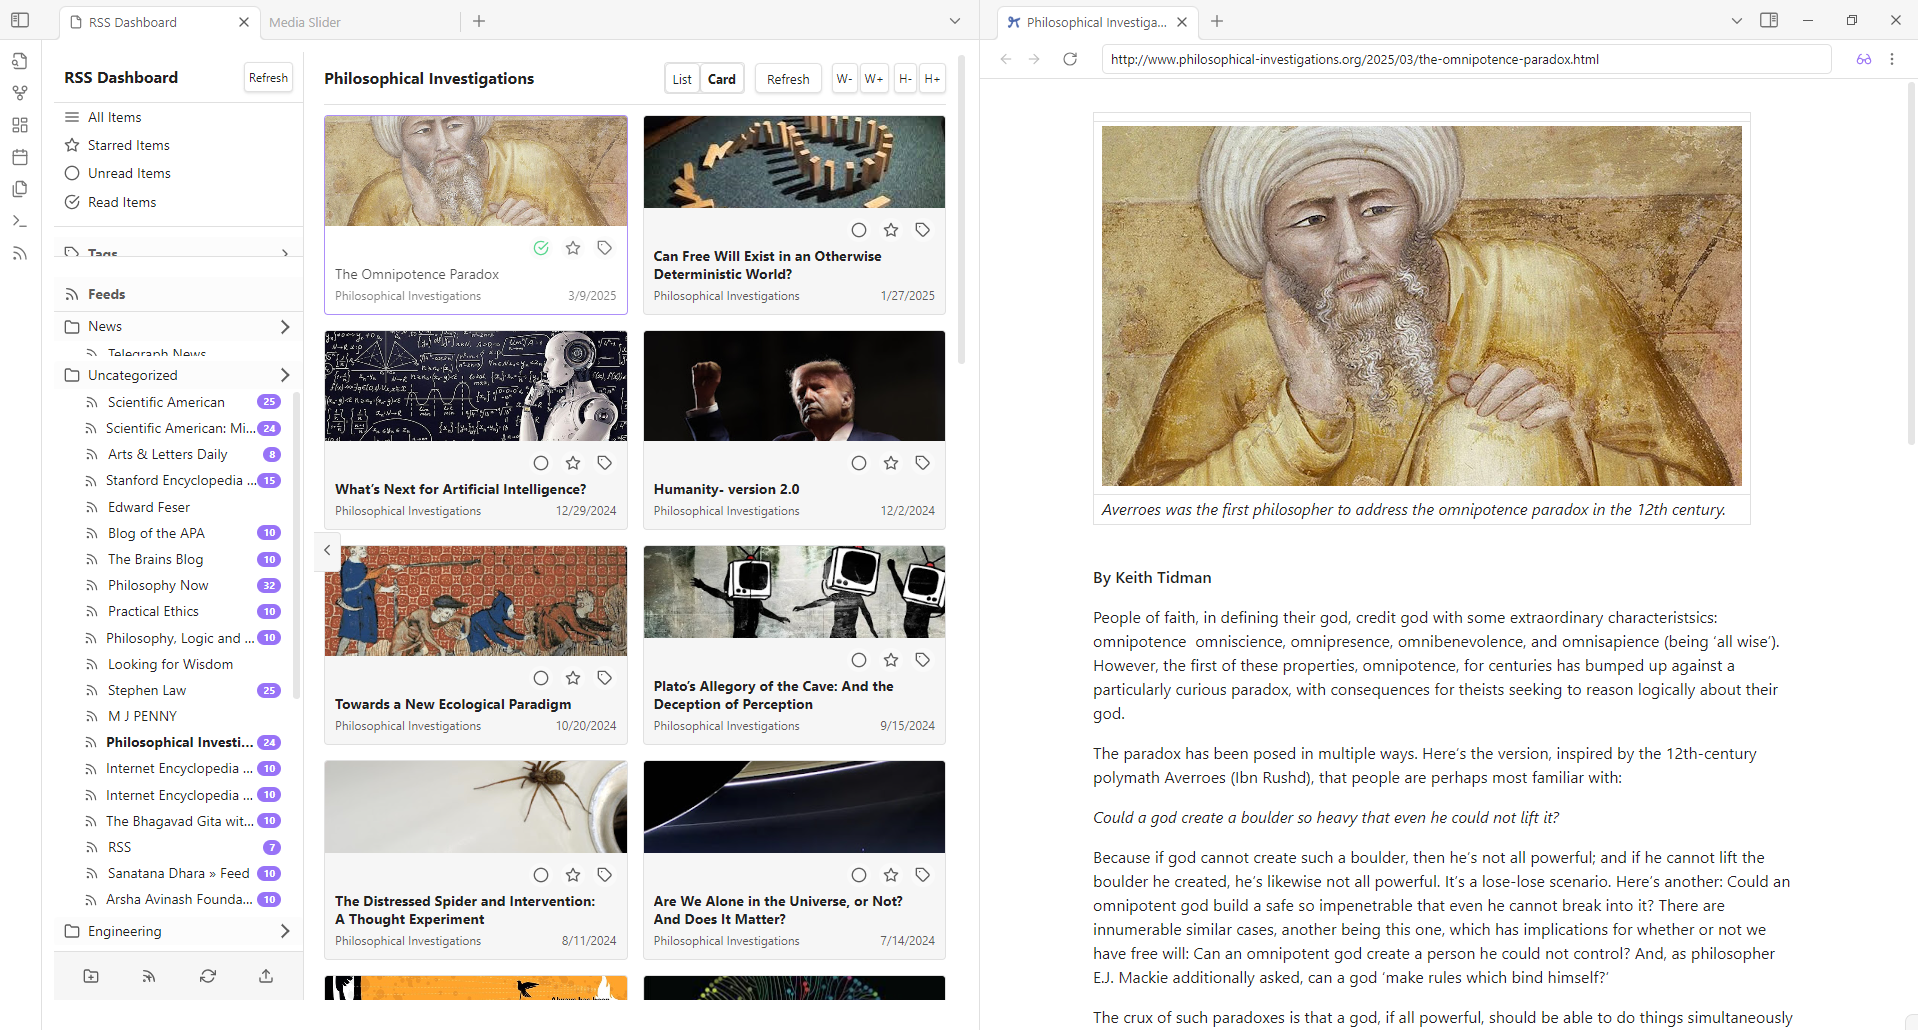 RSS Dashboard
Media Slider
Philosophical Investiga...
http://www.philosophical-investigations.org/2025/03/the-omnipotence-paradox.html
RSS Dashboard
Refresh
All Items
Starred Items
Unread Items
Read Items
Tags
Feeds
News
Telegraph News
Uncategorized
Scientific American 25
Scientific American: Mi... 24
Arts & Letters Daily 8
Stanford Encyclopedia ... 15
Edward Feser
Blog of the APA 10
The Brains Blog 10
Philosophy Now 32
Practical Ethics 10
Philosophy, Logic and ... 10
Looking for Wisdom
Stephen Law 25
M J PENNY
Philosophical Investi... 24
Internet Encyclopedia ... 10
Internet Encyclopedia ... 10
The Bhagavad Gita wit... 10
RSS 7
Sanatana Dhara » Feed 10
Arsha Avinash Founda... 10
Engineering
Philosophical Investigations
List Card Refresh W- W+ H- H+
The Omnipotence Paradox
Philosophical Investigations 3/9/2025
Can Free Will Exist in an Otherwise
Deterministic World?
Philosophical Investigations 1/27/2025
What's Next for Artificial Intelligence?
Philosophical Investigations 12/29/2024
Humanity- version 2.0
Philosophical Investigations 12/2/2024
Towards a New Ecological Paradigm
Philosophical Investigations 10/20/2024
Plato's Allegory of the Cave: And the
Deception of Perception
Philosophical Investigations 9/15/2024
The Distressed Spider and Intervention:
A Thought Experiment
Philosophical Investigations 8/11/2024
Are We Alone in the Universe, or Not?
And Does It Matter?
Philosophical Investigations 7/14/2024
Averroes was the first philosopher to address the omnipotence paradox in the 12th century.
By Keith Tidman
People of faith, in defining their god, credit god with some extraordinary characteristsics:
omnipotence  omniscience, omnipresence, omnibenevolence, and omnisapience (being ‘all wise’).
However, the first of these properties, omnipotence, for centuries has bumped up against a
particularly curious paradox, with consequences for theists seeking to reason logically about their
god.
The paradox has been posed in multiple ways. Here’s the version, inspired by the 12th-century
polymath Averroes (Ibn Rushd), that people are perhaps most familiar with:
Could a god create a boulder so heavy that even he could not lift it?
Because if god cannot create such a boulder, then he’s not all powerful; and if he cannot lift the
boulder he created, he’s likewise not all powerful. It’s a lose-lose scenario. Here’s another: Could an
omnipotent god build a safe so impenetrable that even he cannot break into it? There are
innumerable similar cases, another being this one, which has implications for whether or not we
have free will: Can an omnipotent god create a person he could not control? And, as philosopher
E.J. Mackie additionally asked, can a god ‘make rules which bind himself?’
The crux of such paradoxes is that a god, if all powerful, should be able to do things simultaneously